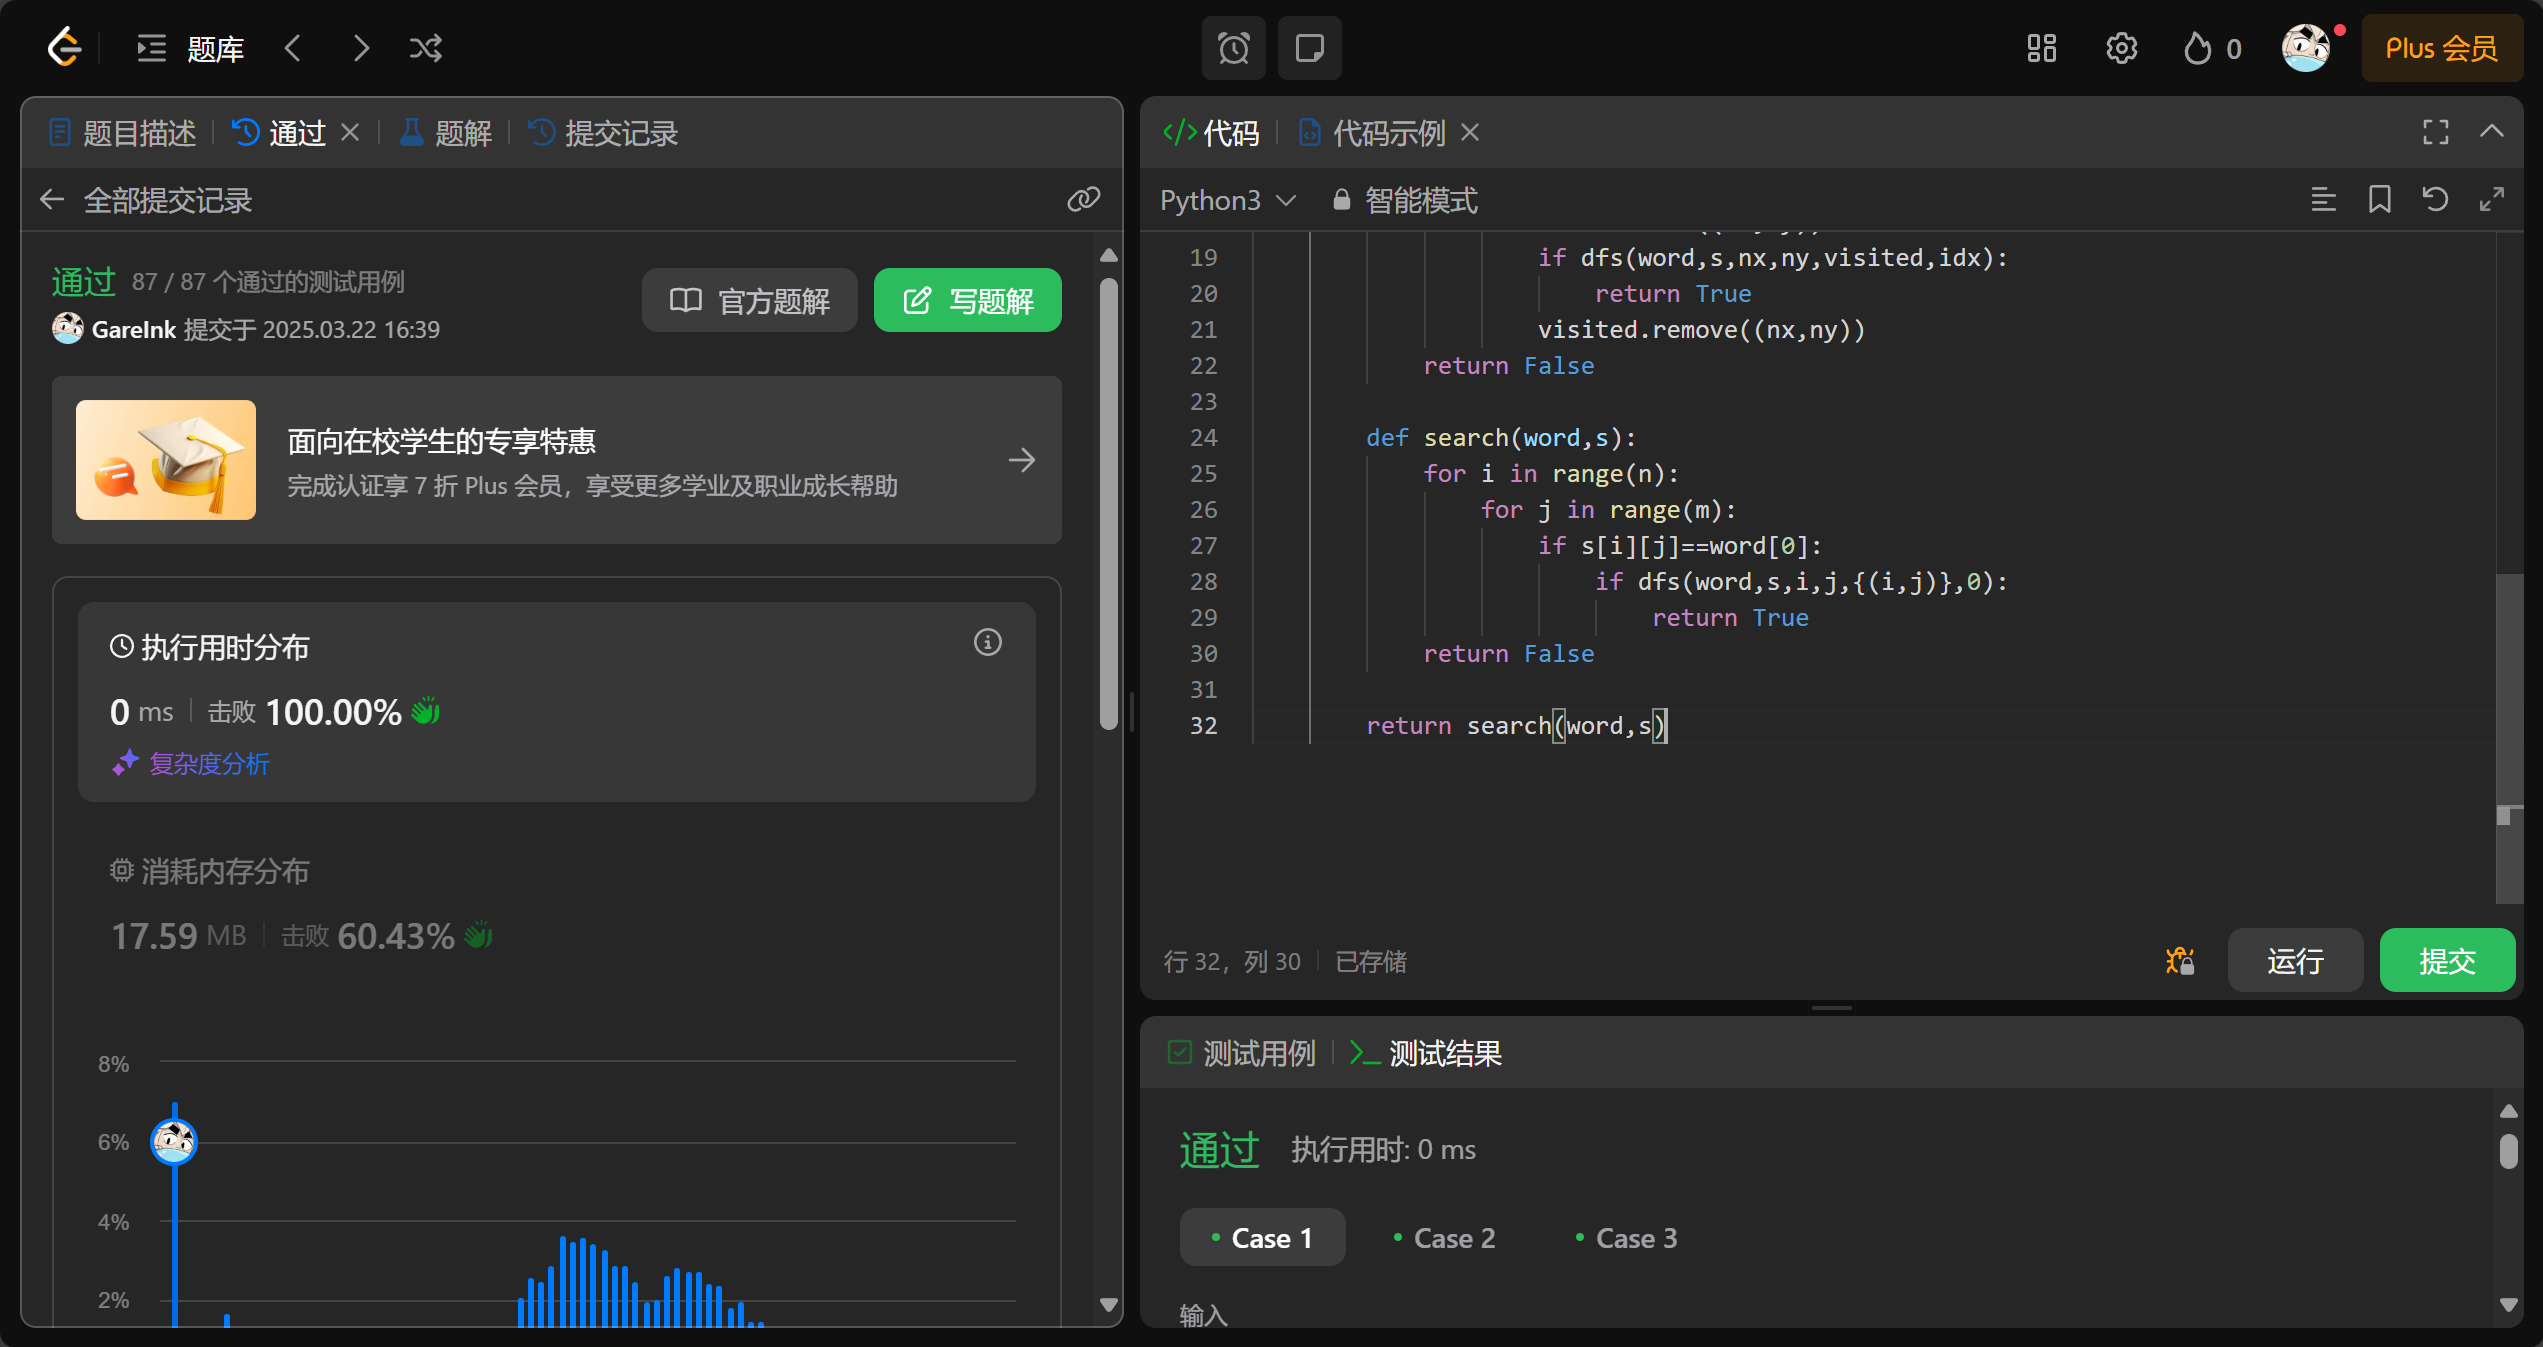 题库
0
Plus 会员
题目描述
通过
题解
提交记录
全部提交记录
通过 87 / 87 个通过的测试用例
GareInk 提交于 2025.03.22 16:39
官方题解
写题解
面向在校学生的专享特惠
完成认证享 7 折 Plus 会员，享受更多学业及职业成长帮助
执行用时分布
0 ms 击败 100.00%
复杂度分析
消耗内存分布
17.59 MB 击败 60.43%
8%
6%
4%
2%
</> 代码
代码示例
Python3
智能模式
19 if dfs(word,s,nx,ny,visited,idx):
20 return True
21 visited.remove((nx,ny))
22 return False
23
24 def search(word,s):
25 for i in range(n):
26 for j in range(m):
27 if s[i][j]==word[0]:
28 if dfs(word,s,i,j,{(i,j)},0):
29 return True
30 return False
31
32 return search(word,s)
行 32，列 30 已存储
运行
提交
测试用例
测试结果
通过 执行用时: 0 ms
Case 1
Case 2
Case 3
输入